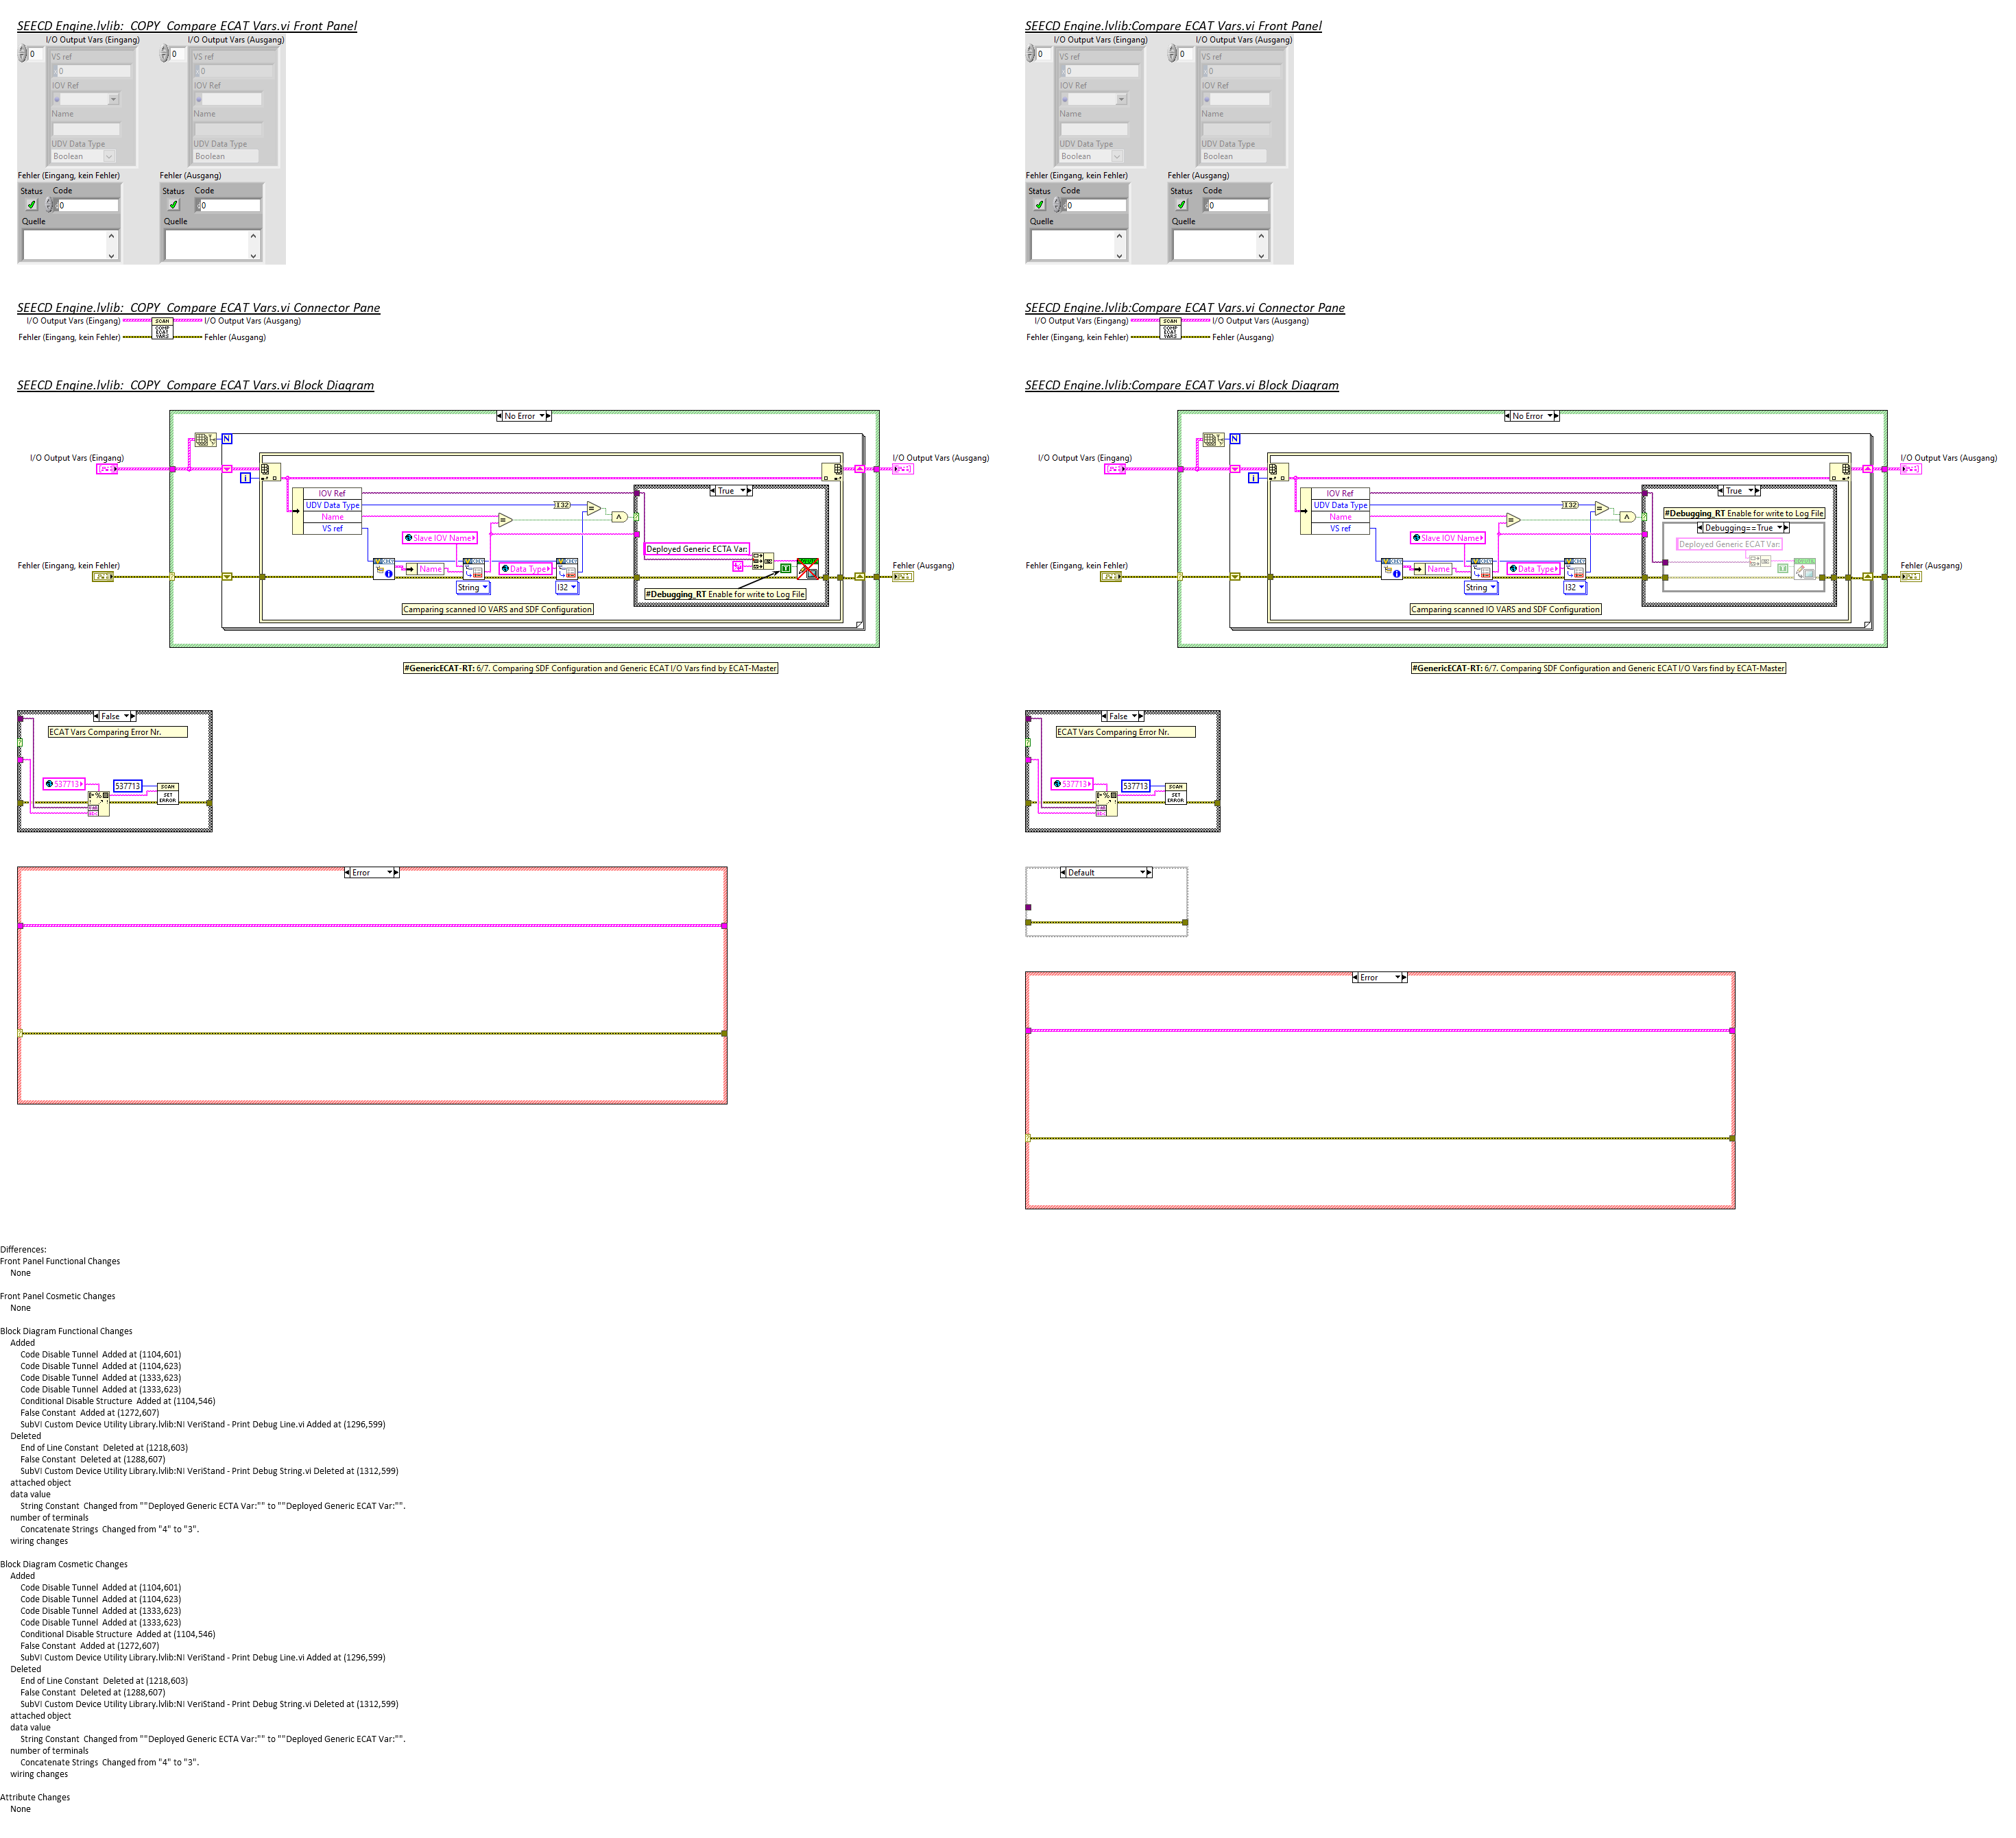 SEECD Engine.lvlib:  COPY  Compare ECAT Vars.vi Front Panel
I/O Output Vars (Eingang)
I/O Output Vars (Ausgang)
0
0
VS ref
VS ref
0
0
IOV Ref
IOV Ref
Name
Name
UDV Data Type
UDV Data Type
Boolean
Boolean
Fehler (Eingang, kein Fehler)
Fehler (Ausgang)
Status
Code
Status
Code
0
0
Quelle
Quelle
SEECD Engine.lvlib:Compare ECAT Vars.vi Front Panel
I/O Output Vars (Eingang)
I/O Output Vars (Ausgang)
0
0
VS ref
VS ref
0
0
IOV Ref
IOV Ref
Name
Name
UDV Data Type
UDV Data Type
Boolean
Boolean
Fehler (Eingang, kein Fehler)
Fehler (Ausgang)
Status
Code
Status
Code
0
0
Quelle
Quelle
SEECD Engine.lvlib:  COPY  Compare ECAT Vars.vi Connector Pane
I/O Output Vars (Eingang)
SCAN
COMP
ECAT
VARS
I/O Output Vars (Ausgang)
Fehler (Eingang, kein Fehler)
Fehler (Ausgang)
SEECD Engine.lvlib:Compare ECAT Vars.vi Connector Pane
I/O Output Vars (Eingang)
SCAN
COMP
ECAT
VARS
I/O Output Vars (Ausgang)
Fehler (Eingang, kein Fehler)
Fehler (Ausgang)
SEECD Engine.lvlib:  COPY  Compare ECAT Vars.vi Block Diagram
No Error
N
I/O Output Vars (Eingang)
I/O Output Vars (Ausgang)
i
True
IOV Ref
UDV Data Type
Name
VS ref
I32
Slave IOV Name
Deployed Generic ECTA Var:
Fehler (Eingang, kein Fehler)
Fehler (Ausgang)
Name
Data Type
String
I32
#Debugging_RT Enable for write to Log File
Camparing scanned IO VARS and SDF Configuration
#GenericECAT-RT: 6/7. Comparing SDF Configuration and Generic ECAT I/O Vars find by ECAT-Master
SEECD Engine.lvlib:Compare ECAT Vars.vi Block Diagram
No Error
N
I/O Output Vars (Eingang)
I/O Output Vars (Ausgang)
i
True
IOV Ref
UDV Data Type
Name
VS ref
I32
#Debugging_RT Enable for write to Log File
Debugging==True
Slave IOV Name
Deployed Generic ECAT Var:
Fehler (Eingang, kein Fehler)
Fehler (Ausgang)
Name
Data Type
String
I32
Camparing scanned IO VARS and SDF Configuration
#GenericECAT-RT: 6/7. Comparing SDF Configuration and Generic ECAT I/O Vars find by ECAT-Master
False
ECAT Vars Comparing Error Nr.
537713
537713
SCAN
SET
ERROR
False
ECAT Vars Comparing Error Nr.
537713
537713
SCAN
SET
ERROR
Error
Default
Error
Differences:
Front Panel Functional Changes
None
Front Panel Cosmetic Changes
None
Block Diagram Functional Changes
Added
Code Disable Tunnel  Added at (1104,601)
Code Disable Tunnel  Added at (1104,623)
Code Disable Tunnel  Added at (1333,623)
Code Disable Tunnel  Added at (1333,623)
Conditional Disable Structure  Added at (1104,546)
False Constant  Added at (1272,607)
SubVI Custom Device Utility Library.lvlib:NI VeriStand - Print Debug Line.vi Added at (1296,599)
Deleted
End of Line Constant  Deleted at (1218,603)
False Constant  Deleted at (1288,607)
SubVI Custom Device Utility Library.lvlib:NI VeriStand - Print Debug String.vi Deleted at (1312,599)
attached object
data value
String Constant  Changed from ""Deployed Generic ECTA Var:"" to ""Deployed Generic ECAT Var:"".
number of terminals
Concatenate Strings  Changed from "4" to "3".
wiring changes
Block Diagram Cosmetic Changes
Added
Code Disable Tunnel  Added at (1104,601)
Code Disable Tunnel  Added at (1104,623)
Code Disable Tunnel  Added at (1333,623)
Code Disable Tunnel  Added at (1333,623)
Conditional Disable Structure  Added at (1104,546)
False Constant  Added at (1272,607)
SubVI Custom Device Utility Library.lvlib:NI VeriStand - Print Debug Line.vi Added at (1296,599)
Deleted
End of Line Constant  Deleted at (1218,603)
False Constant  Deleted at (1288,607)
SubVI Custom Device Utility Library.lvlib:NI VeriStand - Print Debug String.vi Deleted at (1312,599)
attached object
data value
String Constant  Changed from ""Deployed Generic ECTA Var:"" to ""Deployed Generic ECAT Var:"".
number of terminals
Concatenate Strings  Changed from "4" to "3".
wiring changes
Attribute Changes
None